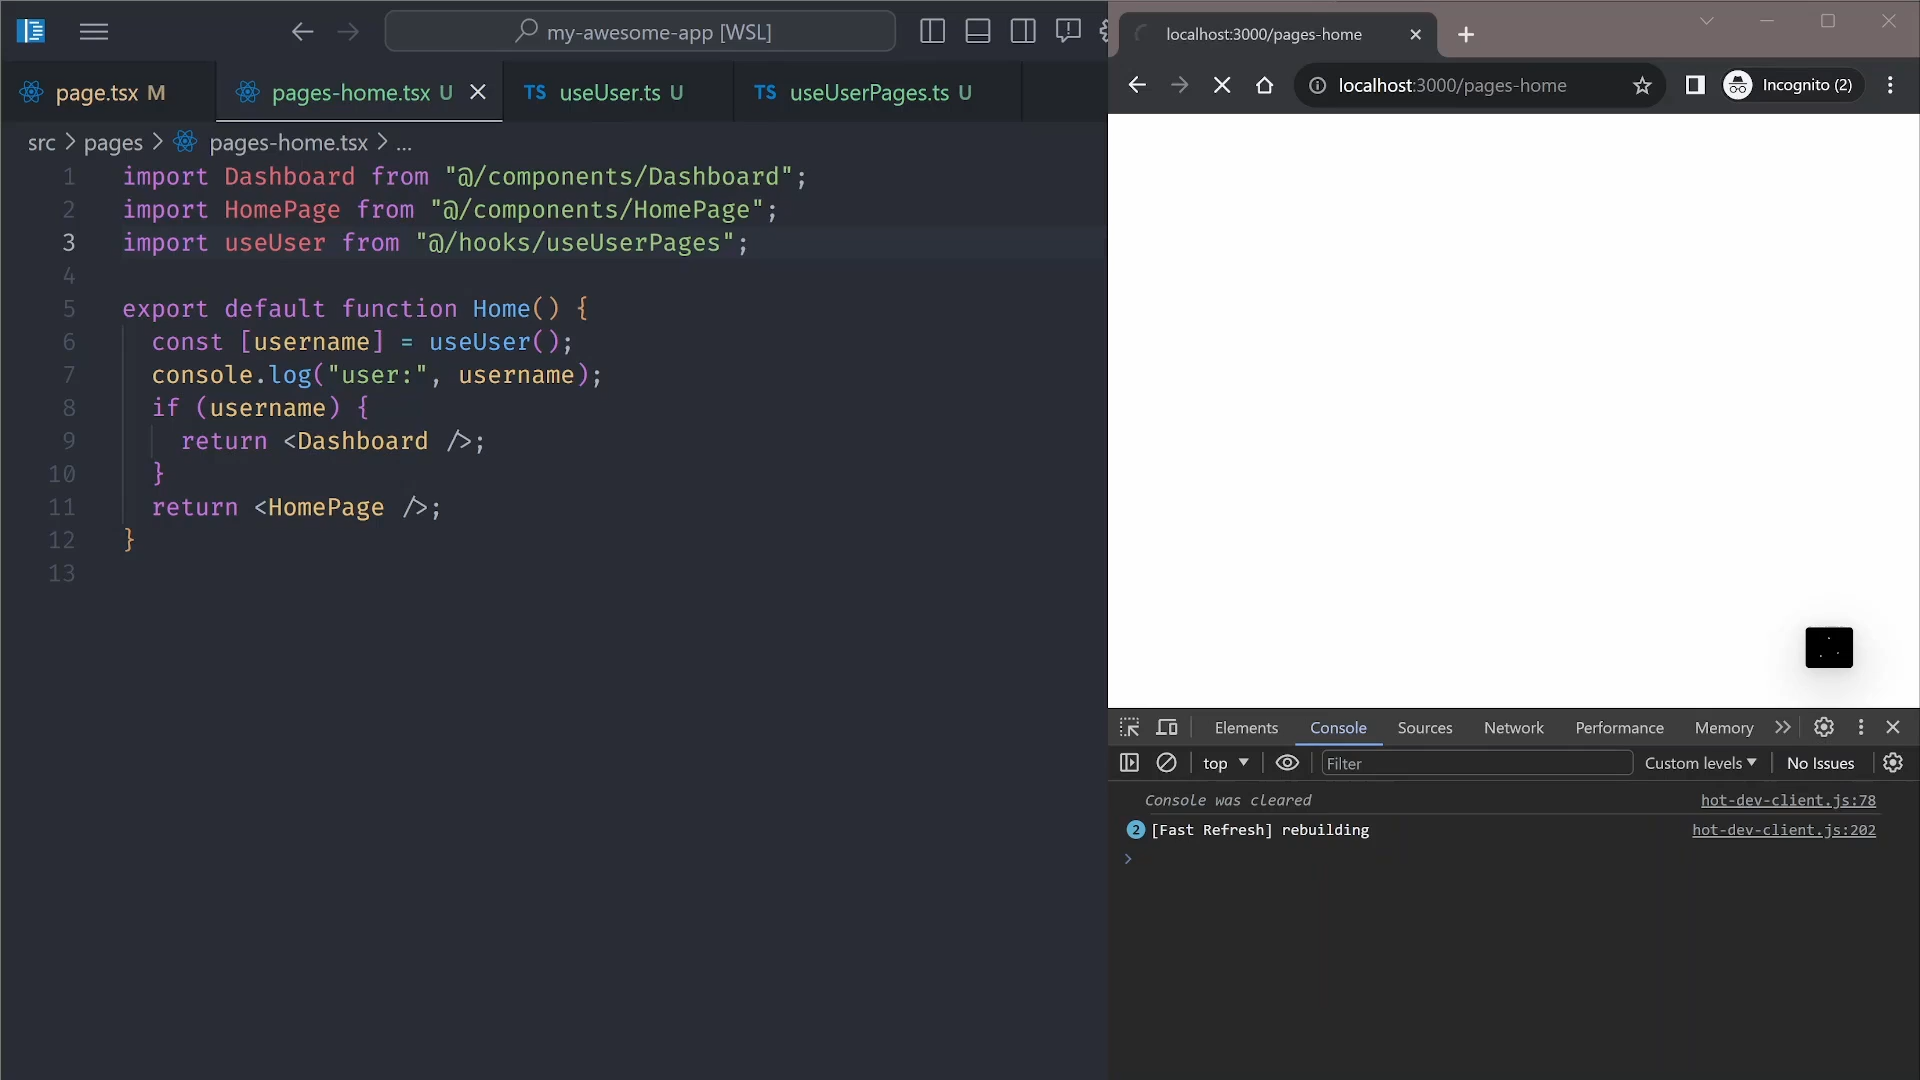 my-awesome-app [WSL]
page.tsx M
pages-home.tsx U
TS useUser.ts U
TS useUserPages.ts U
src > pages > pages-home.tsx > ...
1 import Dashboard from "@/components/Dashboard";
2 import HomePage from "@/components/HomePage";
3 import useUser from "@/hooks/useUserPages";
4
5 export default function Home() {
6 const [username] = useUser();
7 console.log("user:", username);
8 if (username) {
9 return <Dashboard />;
10 }
11 return <HomePage />;
12 }
13
localhost:3000/pages-home
localhost:3000/pages-home
Incognito (2)
Elements Console Sources Network Performance Memory
top Filter Custom levels No Issues
Console was cleared hot-dev-client.js:78
2 [Fast Refresh] rebuilding hot-dev-client.js:202